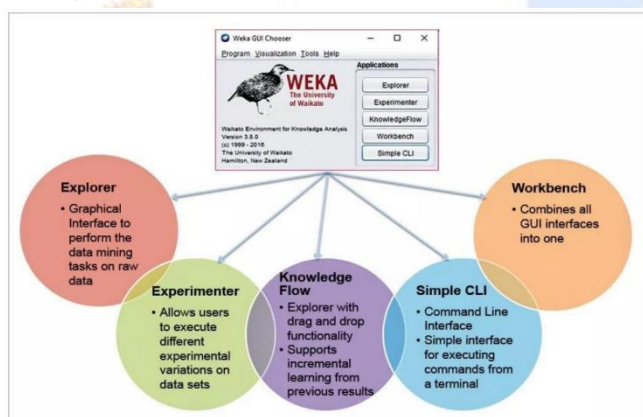 Weka GUI Chooser
Program Visualization Tools Help
Applications
WEKA
The University
of Waikato
Waikato Environment for Knowledge Analysis
Version 3.8.0
(c) 1999 - 2016
The University of Waikato
Hamilton, New Zealand
Explorer
Experimenter
KnowledgeFlow
Workbench
Simple CLI
Explorer
• Graphical
Interface to
perform the
data mining
tasks on raw
data
Experimenter
• Allows users
to execute
different
experimental
variations on
data sets
Knowledge
Flow
• Explorer with
drag and drop
functionality
• Supports
incremental
learning from
previous results
Simple CLI
• Command Line
Interface
• Simple interface
for executing
commands from
a terminal
Workbench
• Combines all
GUI interfaces
into one